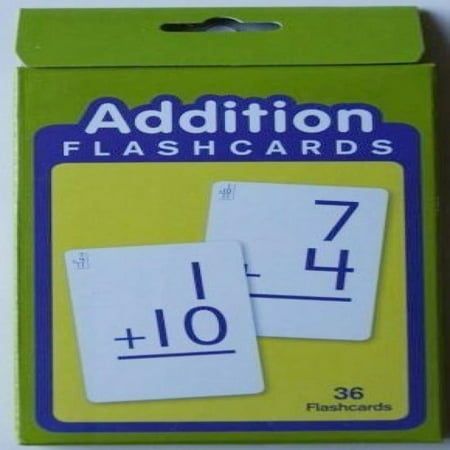 Addition
FLASHCARDS
7
+ 4
1
+10
36
Flashcards